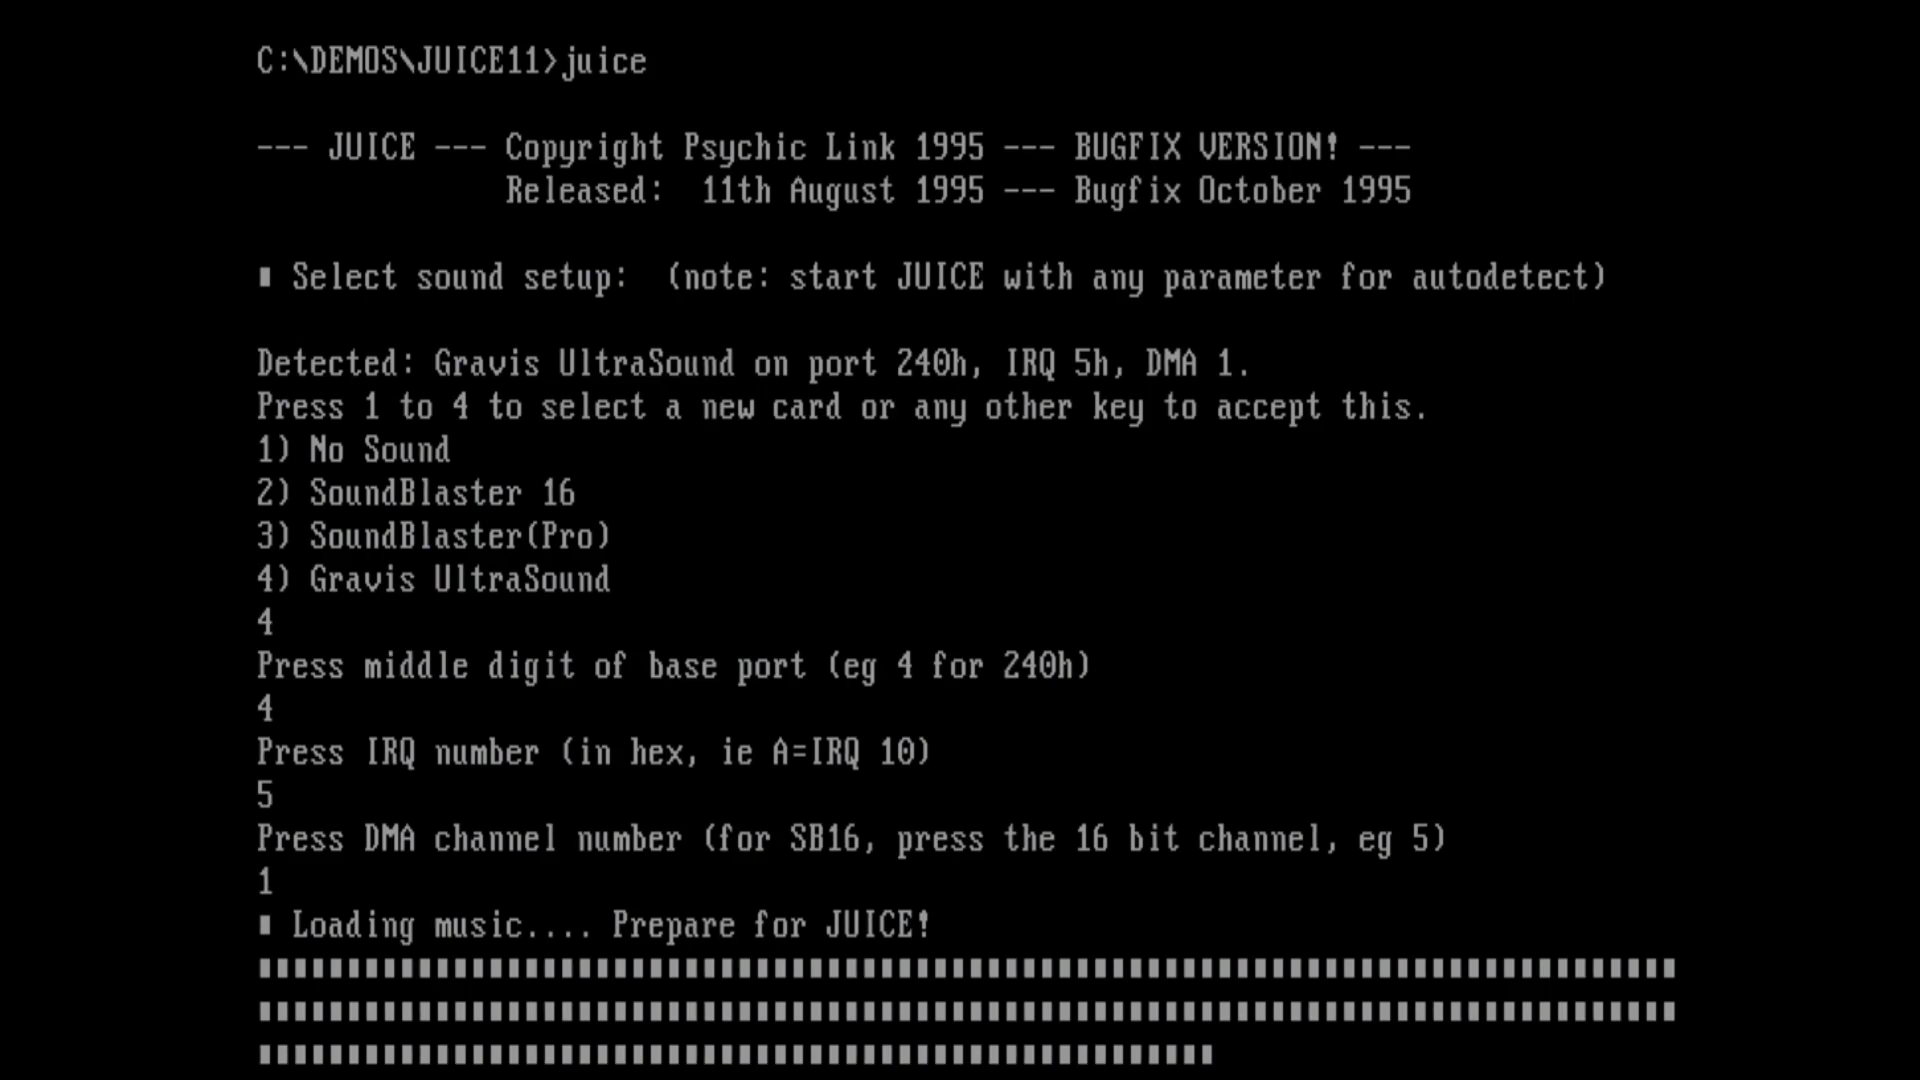 C:\DEMOS\JUICE11>juice
--- JUICE --- Copyright Psychic Link 1995 --- BUGFIX VERSION! ---
Released:  11th August 1995 --- Bugfix October 1995
Select sound setup:  (note: start JUICE with any parameter for autodetect)
Detected: Gravis UltraSound on port 240h, IRQ 5h, DMA 1.
Press 1 to 4 to select a new card or any other key to accept this.
1) No Sound
2) SoundBlaster 16
3) SoundBlaster(Pro)
4) Gravis UltraSound
4
Press middle digit of base port (eg 4 for 240h)
4
Press IRQ number (in hex, ie A=IRQ 10)
5
Press DMA channel number (for SB16, press the 16 bit channel, eg 5)
1
Loading music.... Prepare for JUICE!